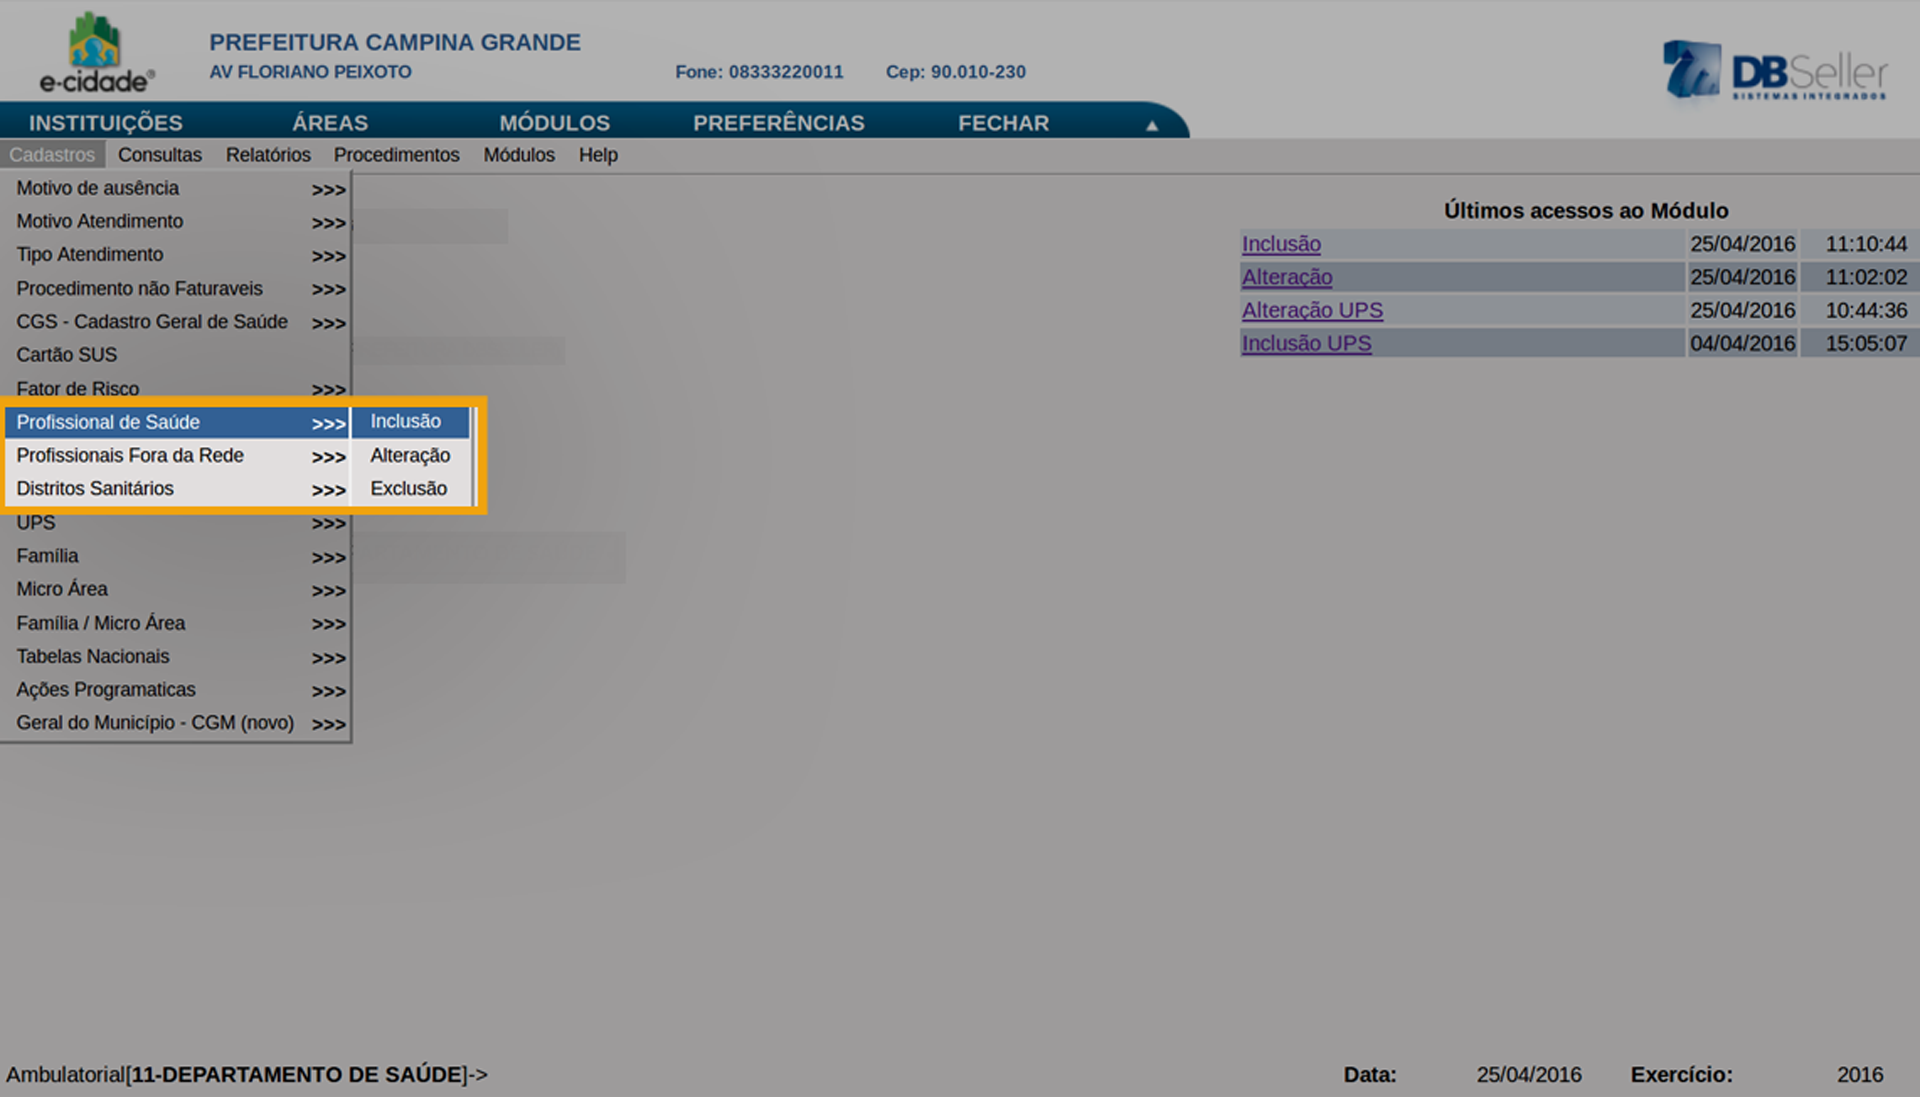 e-cidade®
PREFEITURA CAMPINA GRANDE
AV FLORIANO PEIXOTO
Fone: 08333220011
Cep: 90.010-230
DBSeller
SISTEMAS INTEGRADOS
INSTITUIÇÕES ÁREAS MÓDULOS PREFERÊNCIAS FECHAR ▲
Cadastros Consultas Relatórios Procedimentos Módulos Help
Motivo de ausência >>>
Motivo Atendimento >>>
Tipo Atendimento >>>
Procedimento não Faturaveis >>>
CGS - Cadastro Geral de Saúde >>>
Cartão SUS
Fator de Risco >>>
Profissional de Saúde >>> Inclusão
Profissionais Fora da Rede >>> Alteração
Distritos Sanitários >>> Exclusão
UPS >>>
Família >>>
Micro Área >>>
Família / Micro Área >>>
Tabelas Nacionais >>>
Ações Programaticas >>>
Geral do Município - CGM (novo) >>>
Últimos acessos ao Módulo
Inclusão 25/04/2016 11:10:44
Alteração 25/04/2016 11:02:02
Alteração UPS 25/04/2016 10:44:36
Inclusão UPS 04/04/2016 15:05:07
Ambulatorial[11-DEPARTAMENTO DE SAÚDE]-> Data: 25/04/2016 Exercício: 2016